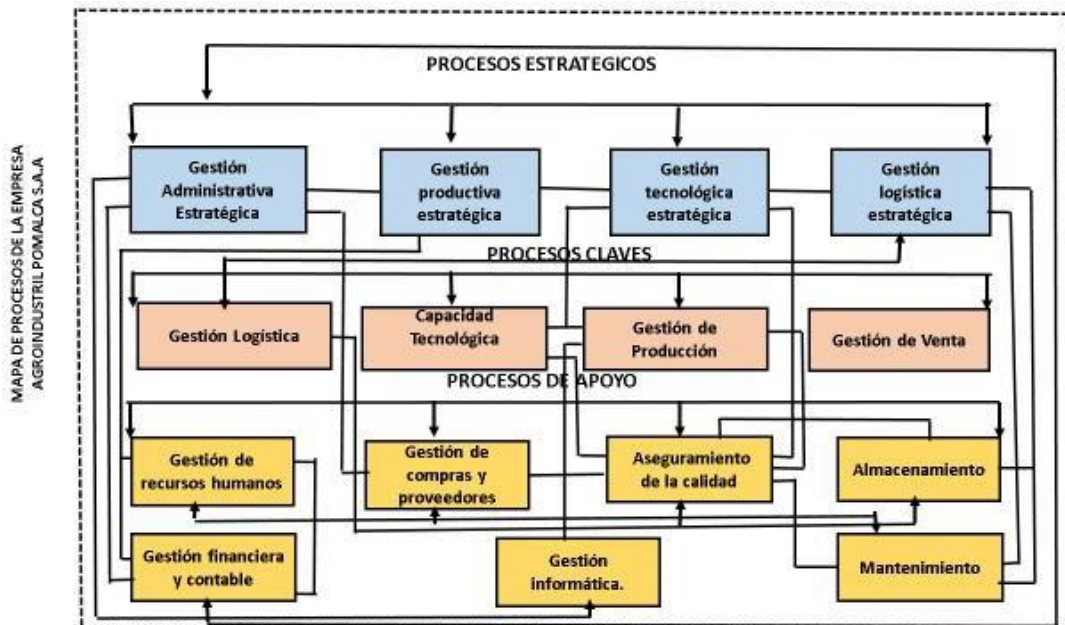 MAPA DE PROCESOS DE LA EMPRESA
AGROINDUSTRIL POMALCA S.A.A
PROCESOS ESTRATEGICOS
Gestión
Administrativa
Estratégica
Gestión
productiva
estratégica
Gestión
tecnológica
estratégica
Gestión
logística
estratégica
PROCESOS CLAVES
Gestión Logística
Capacidad
Tecnológica
Gestión de
Producción
Gestión de Venta
PROCESOS DE APOYO
Gestión de
recursos humanos
Gestión de
compras y
proveedores
Aseguramiento
de la calidad
Almacenamiento
Gestión financiera
y contable
Gestión
informática.
Mantenimiento